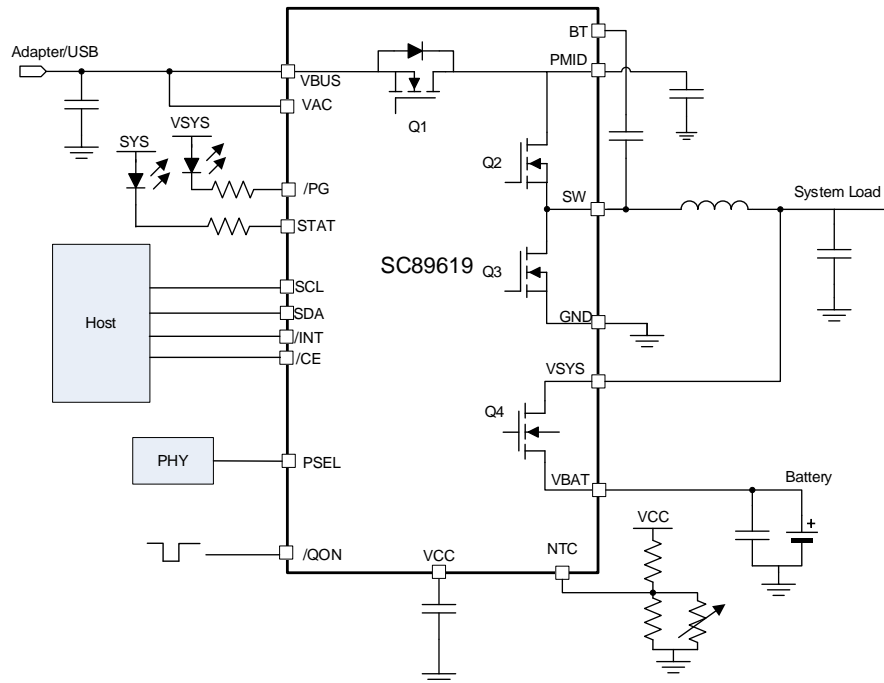 BT
Adapter/USB
PMID
VBUS
VAC
Q1
VSYS
SYS
Q2
/PG
SW
System Load
STAT
SC89619
Q3
SCL
SDA
Host
GND
/INT
/CE
VSYS
Q4
PHY
PSEL
VBAT
Battery
+
VCC
/QON
VCC
NTC